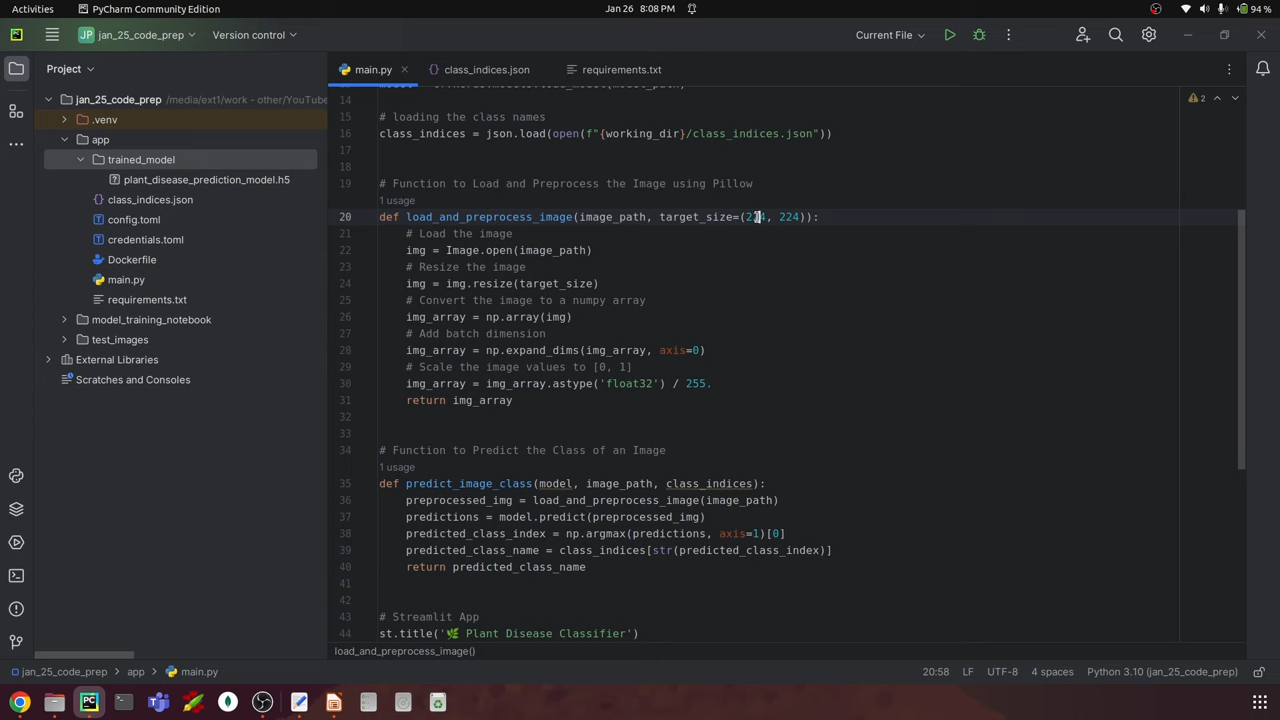 Activities
PyCharm Community Edition
Jan 26 8:08 PM
94 %
JP jan_25_code_prep
Version control
Current File
Project
main.py
class_indices.json
requirements.txt
jan_25_code_prep /media/ext1/work - other/YouTube
.venv
app
trained_model
plant_disease_prediction_model.h5
class_indices.json
config.toml
credentials.toml
Dockerfile
main.py
requirements.txt
model_training_notebook
test_images
External Libraries
Scratches and Consoles
2
14
15 # loading the class names
16 class_indices = json.load(open(f"{working_dir}/class_indices.json"))
17
18
19 # Function to Load and Preprocess the Image using Pillow
1 usage
20 def load_and_preprocess_image(image_path, target_size=(224, 224)):
21 # Load the image
22 img = Image.open(image_path)
23 # Resize the image
24 img = img.resize(target_size)
25 # Convert the image to a numpy array
26 img_array = np.array(img)
27 # Add batch dimension
28 img_array = np.expand_dims(img_array, axis=0)
29 # Scale the image values to [0, 1]
30 img_array = img_array.astype('float32') / 255.
31 return img_array
32
33
34 # Function to Predict the Class of an Image
1 usage
35 def predict_image_class(model, image_path, class_indices):
36 preprocessed_img = load_and_preprocess_image(image_path)
37 predictions = model.predict(preprocessed_img)
38 predicted_class_index = np.argmax(predictions, axis=1)[0]
39 predicted_class_name = class_indices[str(predicted_class_index)]
40 return predicted_class_name
41
42
43 # Streamlit App
44 st.title('🌿 Plant Disease Classifier')
load_and_preprocess_image()
jan_25_code_prep > app > main.py
20:58 LF UTF-8 4 spaces Python 3.10 (jan_25_code_prep)